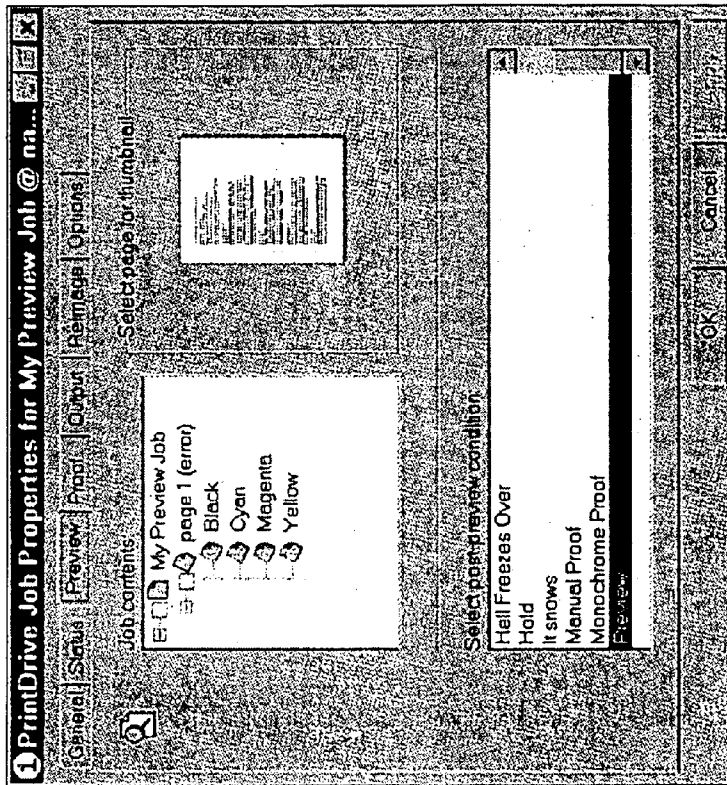 PrintDrive Job Properties for My Preview Job @ na...
General Status Preview Proof Output Reimage Options
Job contents
My Preview Job
page 1 (error)
Black
Cyan
Magenta
Yellow
Select page for thumbnail
Select post-preview condition:
Hell Freezes Over
Hold
It snows
Manual Proof
Monochrome Proof
Preview
OK Cancel